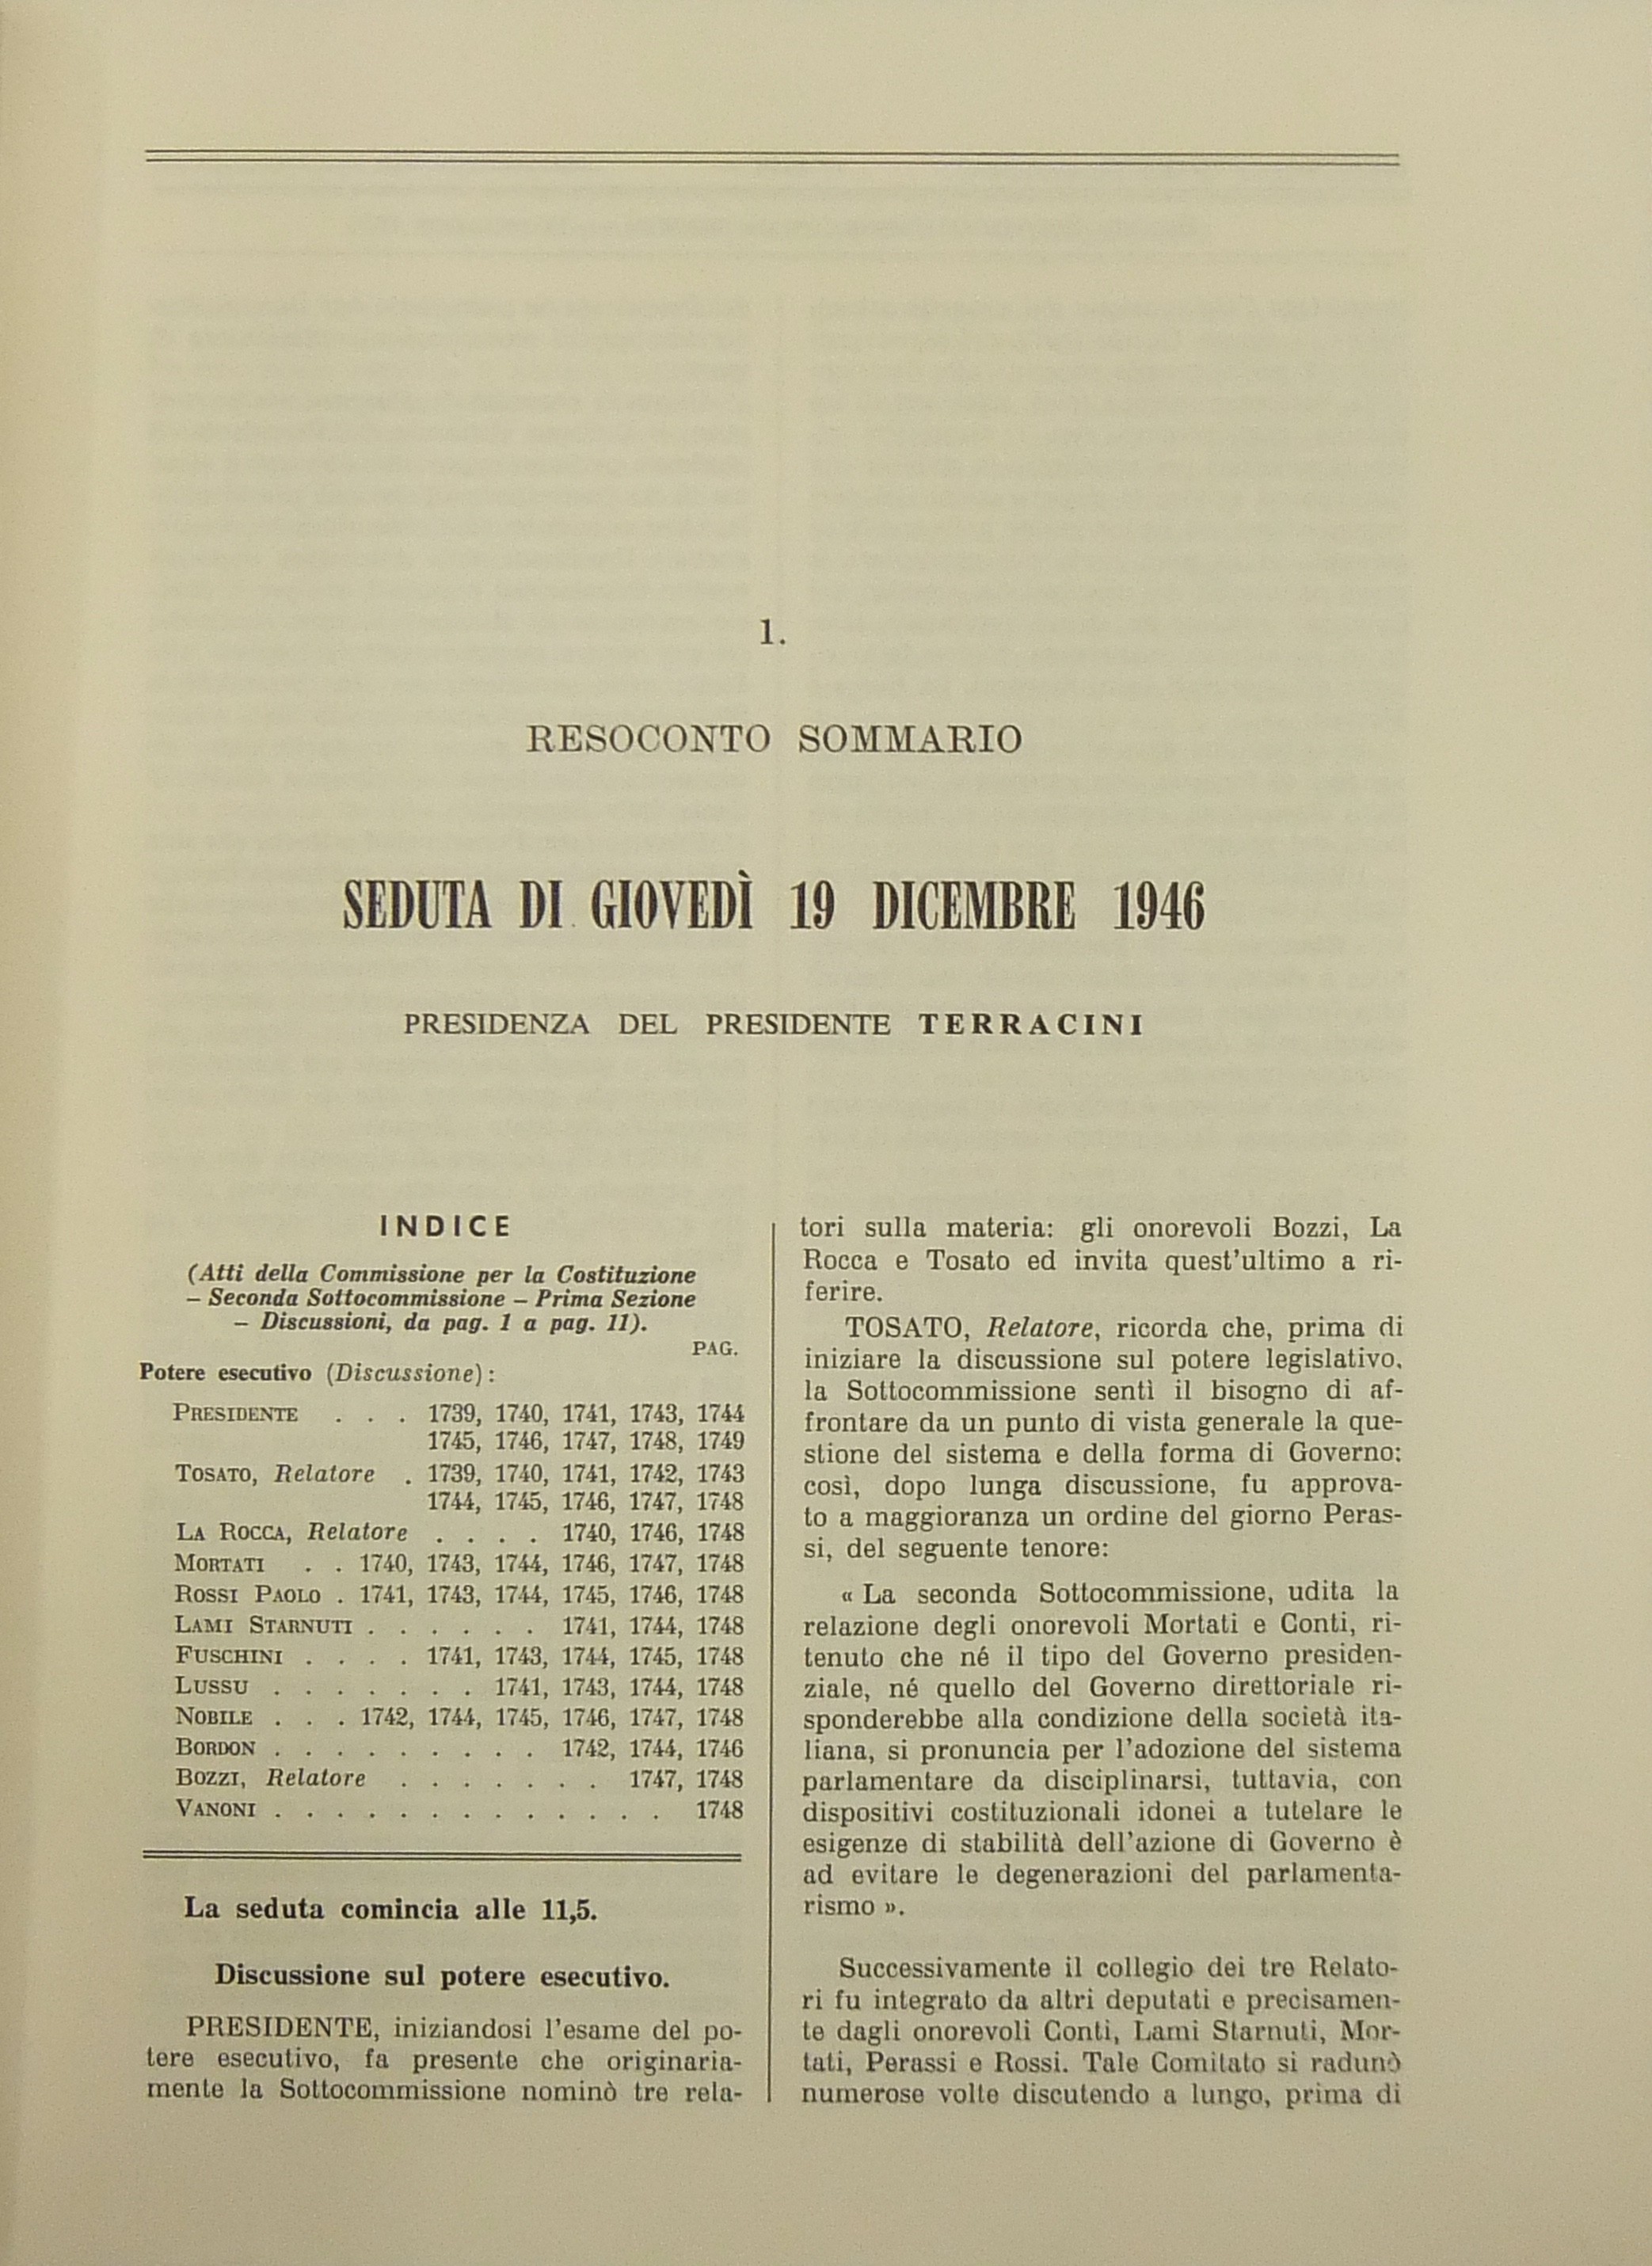 1.
RESOCONTO SOMMARIO
SEDUTA DI GIOVEDÌ 19 DICEMBRE 1946
PRESIDENZA DEL PRESIDENTE TERRACINI
INDICE
(Atti della Commissione per la Costituzione
– Seconda Sottocommissione – Prima Sezione
– Discussioni, da pag. 1 a pag. 11).
PAG.
Potere esecutivo (Discussione):
PRESIDENTE . . . 1739, 1740, 1741, 1743, 1744
1745, 1746, 1747, 1748, 1749
TOSATO, Relatore . 1739, 1740, 1741, 1742, 1743
1744, 1745, 1746, 1747, 1748
LA ROCCA, Relatore . . . . 1740, 1746, 1748
MORTATI . . 1740, 1743, 1744, 1746, 1747, 1748
ROSSI PAOLO . 1741, 1743, 1744, 1745, 1746, 1748
LAMI STARNUTI . . . . . . 1741, 1744, 1748
FUSCHINI . . . . 1741, 1743, 1744, 1745, 1748
LUSSU . . . . . . . 1741, 1743, 1744, 1748
NOBILE . . . 1742, 1744, 1745, 1746, 1747, 1748
BORDON . . . . . . . . . 1742, 1744, 1746
BOZZI, Relatore . . . . . . . 1747, 1748
VANONI . . . . . . . . . . . . . 1748
La seduta comincia alle 11,5.
Discussione sul potere esecutivo.
PRESIDENTE, iniziandosi l'esame del po-
tere esecutivo, fa presente che originaria-
mente la Sottocommissione nominò tre rela-
tori sulla materia: gli onorevoli Bozzi, La
Rocca e Tosato ed invita quest'ultimo a ri-
ferire.
TOSATO, Relatore, ricorda che, prima di
iniziare la discussione sul potere legislativo,
la Sottocommissione sentì il bisogno di af-
frontare da un punto di vista generale la que-
stione del sistema e della forma di Governo:
così, dopo lunga discussione, fu approva-
to a maggioranza un ordine del giorno Peras-
si, del seguente tenore:
« La seconda Sottocommissione, udita la
relazione degli onorevoli Mortati e Conti, ri-
tenuto che né il tipo del Governo presiden-
ziale, né quello del Governo direttoriale ri-
sponderebbe alla condizione della società ita-
liana, si pronuncia per l'adozione del sistema
parlamentare da disciplinarsi, tuttavia, con
dispositivi costituzionali idonei a tutelare le
esigenze di stabilità dell'azione di Governo è
ad evitare le degenerazioni del parlamenta-
rismo ».
Successivamente il collegio dei tre Relato-
ri fu integrato da altri deputati e precisamen-
te dagli onorevoli Conti, Lami Starnuti, Mor-
tati, Perassi e Rossi. Tale Comitato si radunò
numerose volte discutendo a lungo, prima di